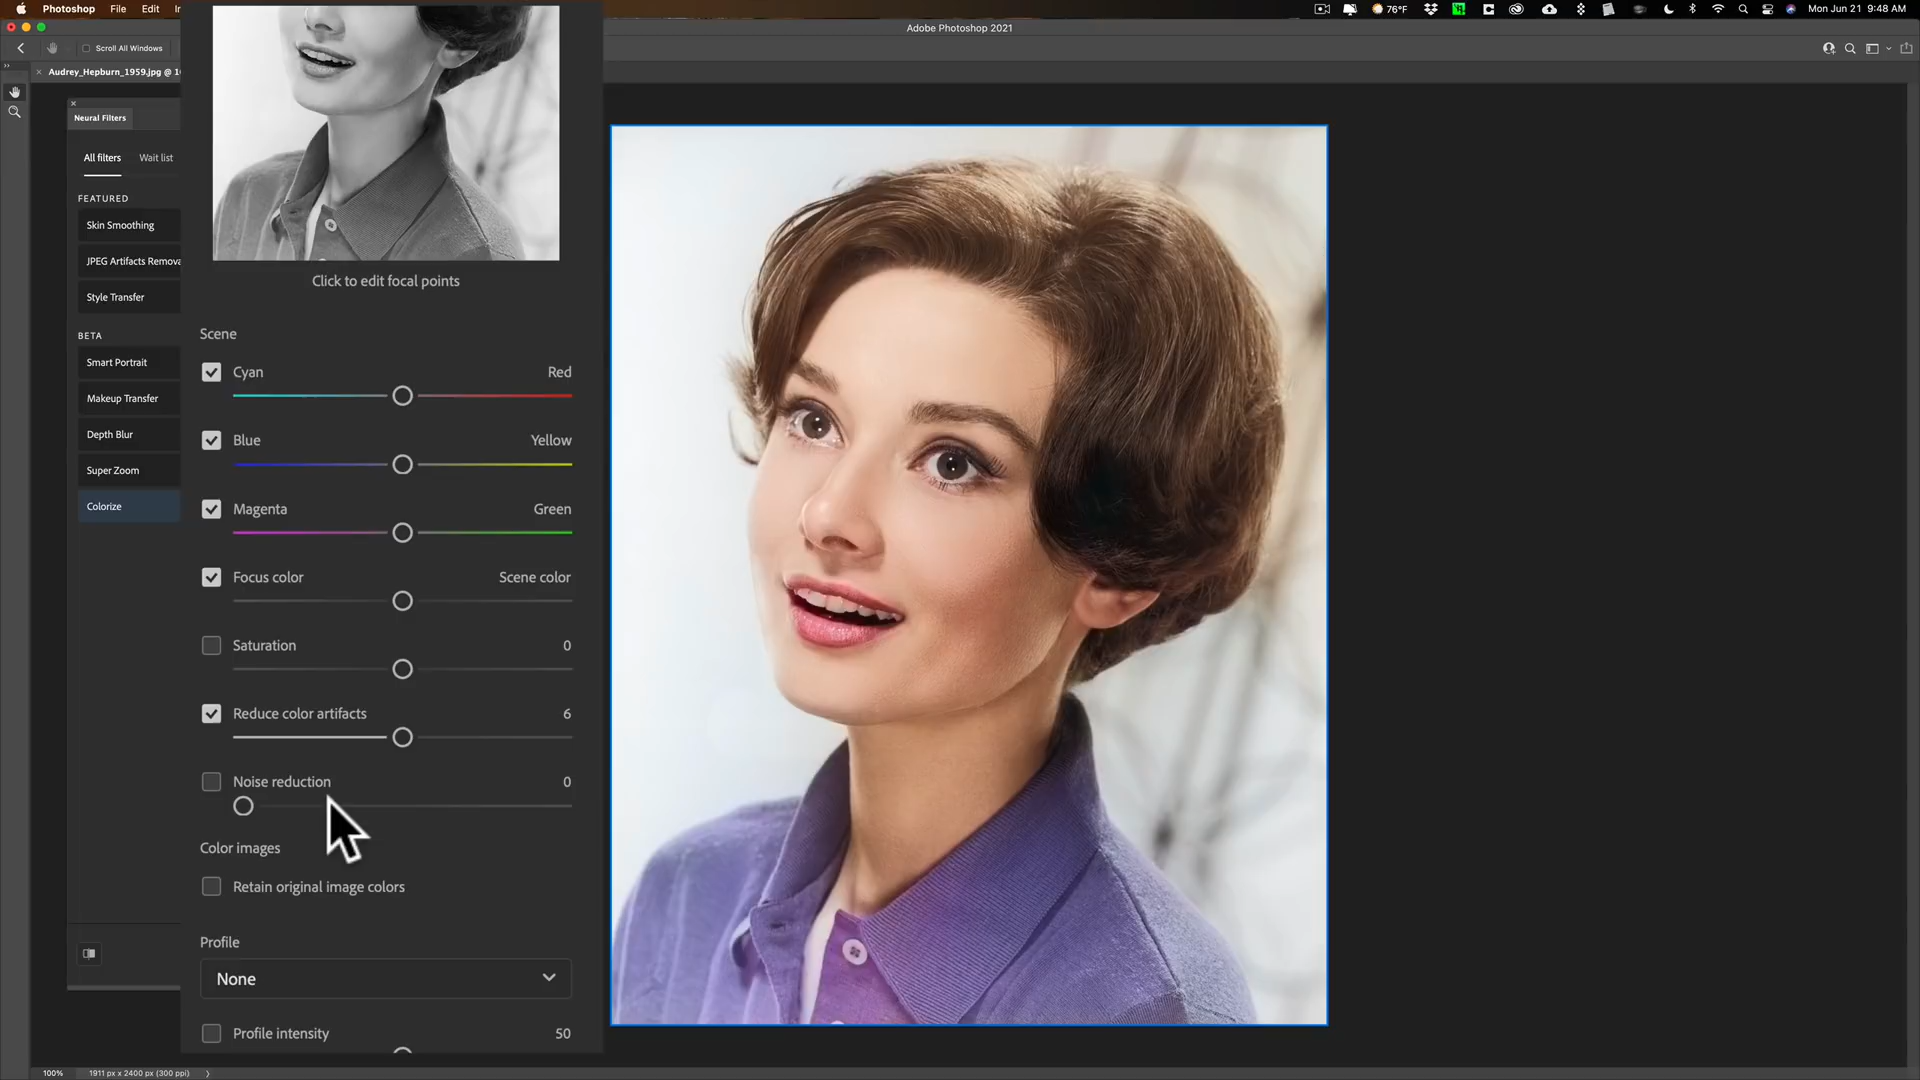 Photoshop File Edit
76°F Mon Jun 21 9:48 AM
Adobe Photoshop 2021
Scroll All Windows
Audrey_Hepburn_1959.jpg @
Neural Filters
All filters Wait list
FEATURED
Skin Smoothing
JPEG Artifacts Remova
Style Transfer
BETA
Smart Portrait
Makeup Transfer
Depth Blur
Super Zoom
Colorize
Click to edit focal points
Scene
Cyan Red
Blue Yellow
Magenta Green
Focus color Scene color
Saturation 0
Reduce color artifacts 6
Noise reduction 0
Color images
Retain original image colors
Profile
None
Profile intensity 50
100% 1911 px x 2400 px (300 ppi)